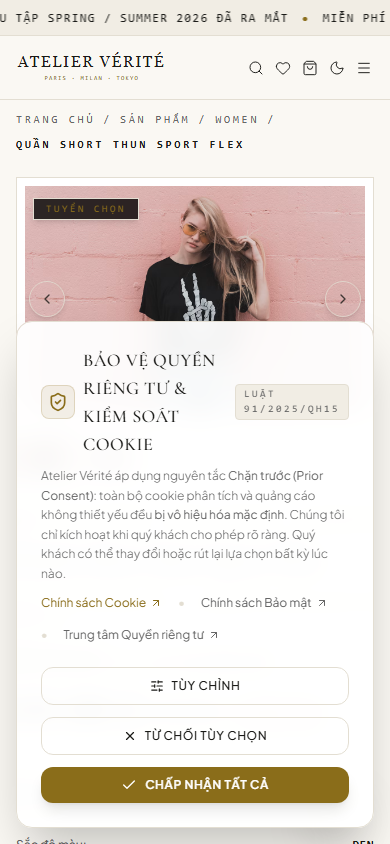 U TẬP SPRING / SUMMER 2026 ĐÃ RA MẮT • MIỄN PHÍ
ATELIER VÉRITÉ
PARIS • MILAN • TOKYO
TRANG CHỦ / SẢN PHẨM / WOMEN /
QUẦN SHORT THUN SPORT FLEX
TUYỂN CHỌN
BẢO VỆ QUYỀN
RIÊNG TƯ &
KIỂM SOÁT
COOKIE
LUẬT
91/2025/QH15
Atelier Vérité áp dụng nguyên tắc Chặn trước (Prior
Consent): toàn bộ cookie phân tích và quảng cáo
không thiết yếu đều bị vô hiệu hóa mặc định. Chúng tôi
chỉ kích hoạt khi quý khách cho phép rõ ràng. Quý
khách có thể thay đổi hoặc rút lại lựa chọn bất kỳ lúc
nào.
Chính sách Cookie ↗ • Chính sách Bảo mật ↗
• Trung tâm Quyền riêng tư ↗
TÙY CHỈNH
TỪ CHỐI TÙY CHỌN
CHẤP NHẬN TẤT CẢ